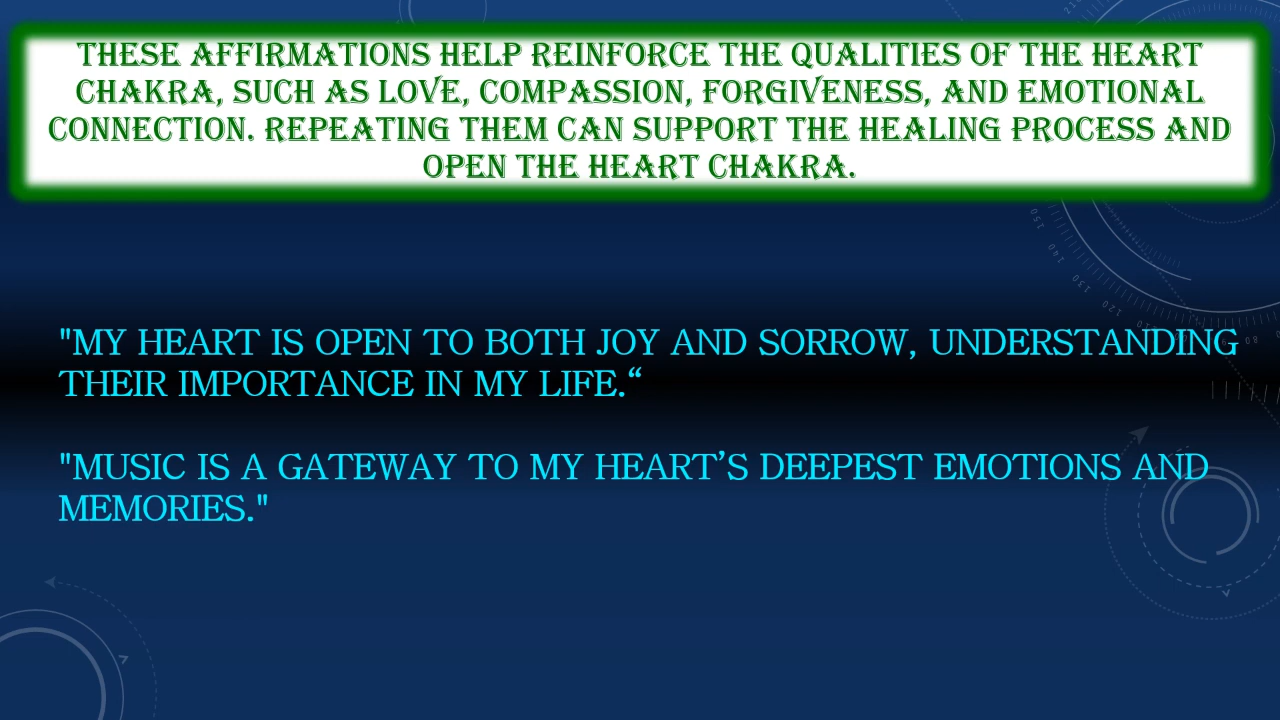 THESE AFFIRMATIONS HELP REINFORCE THE QUALITIES OF THE HEART
CHAKRA, SUCH AS LOVE, COMPASSION, FORGIVENESS, AND EMOTIONAL
CONNECTION. REPEATING THEM CAN SUPPORT THE HEALING PROCESS AND
OPEN THE HEART CHAKRA.
"MY HEART IS OPEN TO BOTH JOY AND SORROW, UNDERSTANDING
THEIR IMPORTANCE IN MY LIFE.“
"MUSIC IS A GATEWAY TO MY HEART’S DEEPEST EMOTIONS AND
MEMORIES."